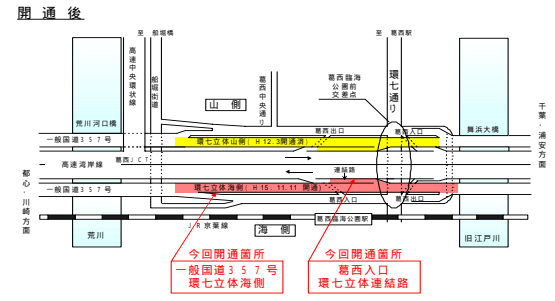 開通後
至 船堀橋
至 葛西駅
高速中央環状線
船堀街道
葛西中央通り
環七通り
葛西臨海
公園前
交差点
山側
荒川河口橋
舞浜大橋
千葉・浦安方面
葛西出口
葛西入口
一般国道357号
環七立体山側(H12.3開通済)
葛西JCT
高速湾岸線
連結路
都心・川崎方面
一般国道357号
環七立体海側(H15.11.11 開通)
葛西入口
葛西出口
葛西臨海公園駅
JR京葉線
海側
荒川
旧江戸川
今回開通箇所
一般国道357号
環七立体海側
今回開通箇所
葛西入口
環七立体連結路